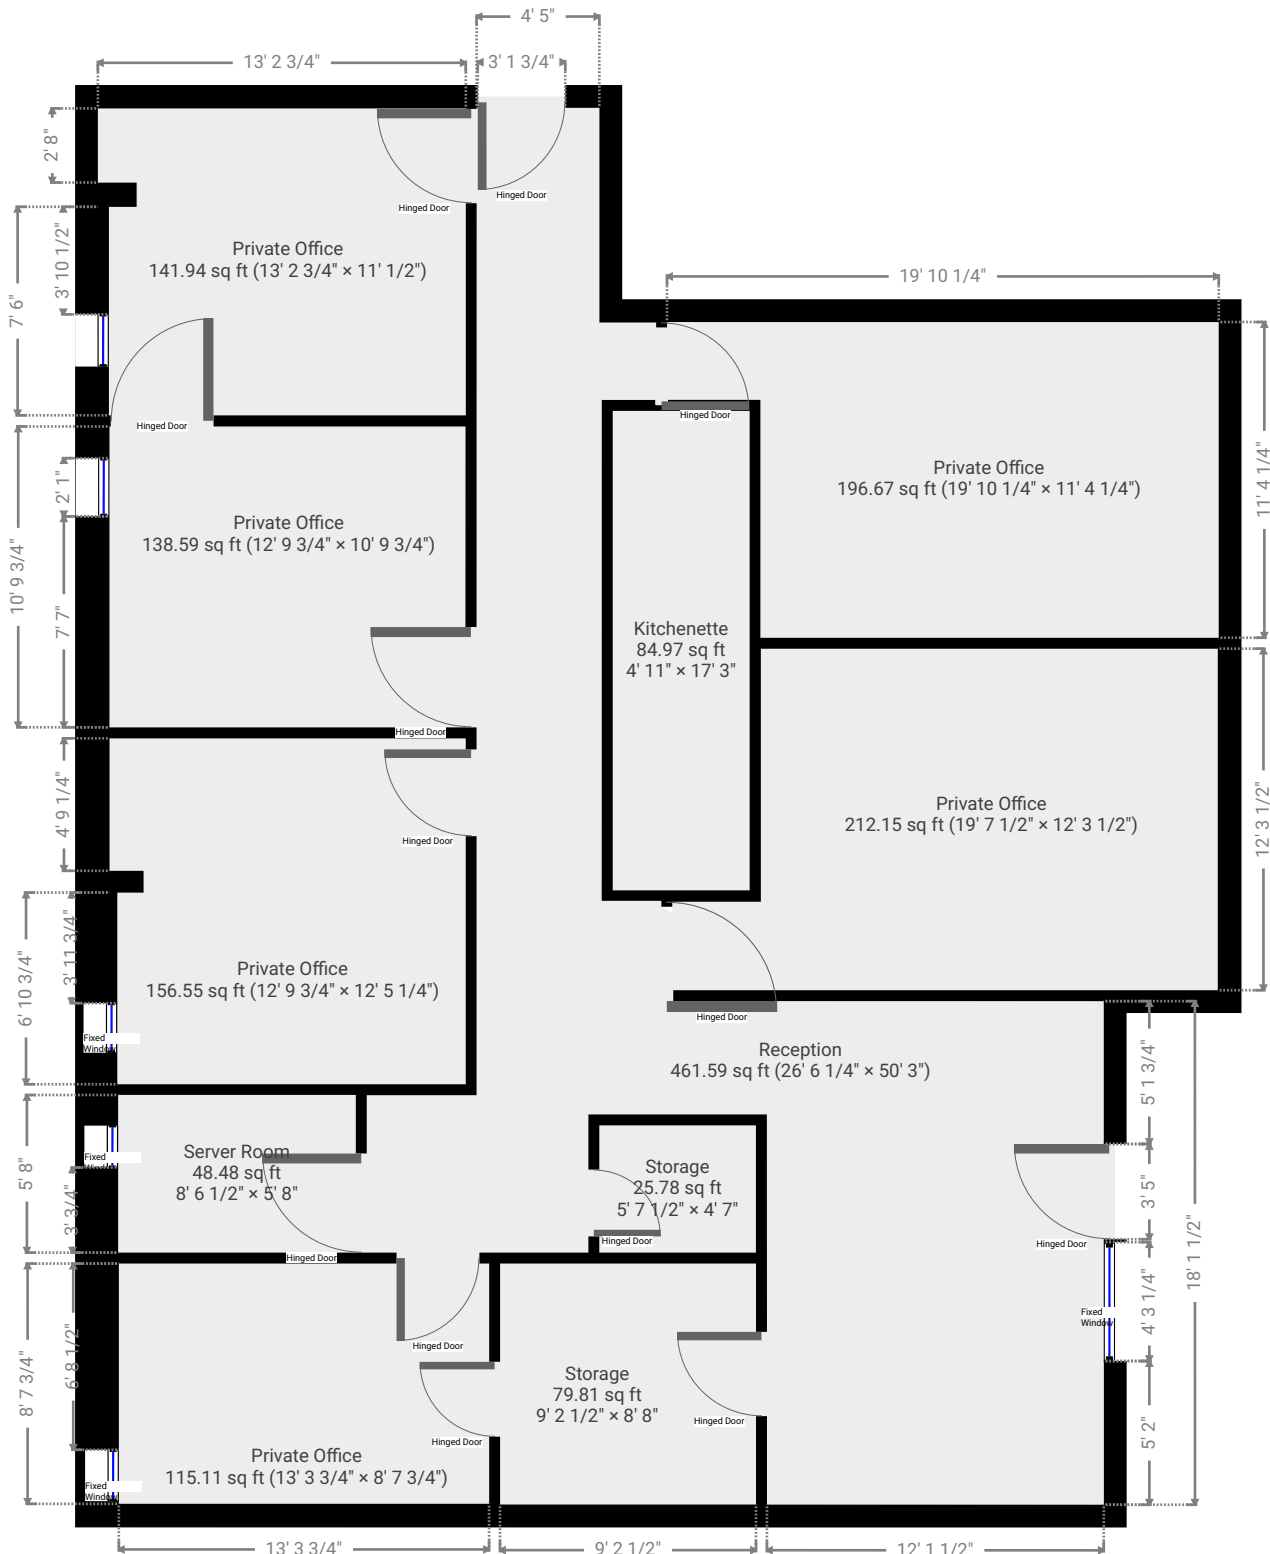 4' 5"
13' 2 3/4"
3' 1 3/4"
2' 8"
Hinged Door
Hinged Door
3' 10 1/2"
7' 6"
Private Office
141.94 sq ft (13' 2 3/4" × 11' 1/2")
19' 10 1/4"
Hinged Door
Hinged Door
2' 1"
11' 4 1/4"
Private Office
196.67 sq ft (19' 10 1/4" × 11' 4 1/4")
Private Office
138.59 sq ft (12' 9 3/4" × 10' 9 3/4")
10' 9 3/4"
7' 7"
Kitchenette
84.97 sq ft
4' 11" × 17' 3"
Hinged Door
4' 9 1/4"
Hinged Door
Private Office
212.15 sq ft (19' 7 1/2" × 12' 3 1/2")
12' 3 1/2"
3' 11 3/4"
6' 10 3/4"
Private Office
156.55 sq ft (12' 9 3/4" × 12' 5 1/4")
Hinged Door
Fixed
Window
Reception
461.59 sq ft (26' 6 1/4" × 50' 3")
5' 1 3/4"
Fixed
Window
5' 8"
3' 3/4"
Server Room
48.48 sq ft
8' 6 1/2" × 5' 8"
Storage
25.78 sq ft
5' 7 1/2" × 4' 7"
3' 5"
18' 1 1/2"
Hinged Door
Hinged Door
Hinged Door
Fixed
Window
4' 3 1/4"
8' 7 3/4"
6' 8 1/2"
Hinged Door
Storage
79.81 sq ft
9' 2 1/2" × 8' 8"
Hinged Door
Hinged Door
5' 2"
Private Office
115.11 sq ft (13' 3 3/4" × 8' 7 3/4")
Fixed
Window
13' 3 3/4"
9' 2 1/2"
12' 1 1/2"